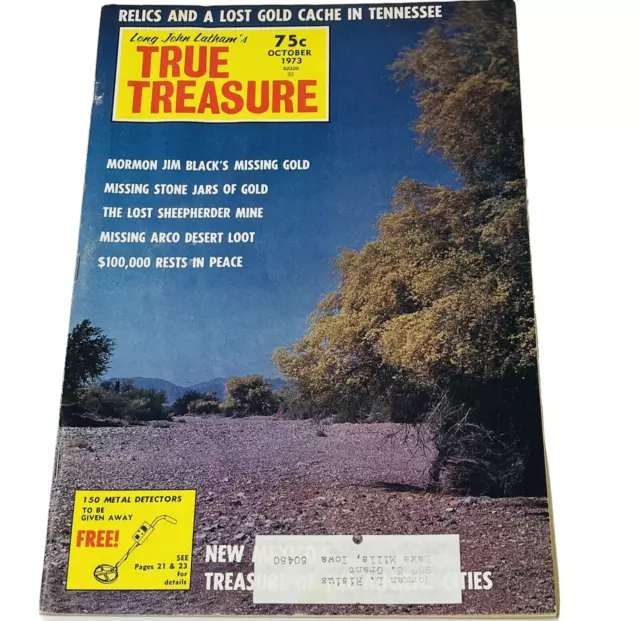 RELICS AND A LOST GOLD CACHE IN TENNESSEE
Long John Latham's
TRUE
TREASURE
75c
OCTOBER
1973
MORMON JIM BLACK'S MISSING GOLD
MISSING STONE JARS OF GOLD
THE LOST SHEEPHERDER MINE
MISSING ARCO DESERT LOOT
$100,000 RESTS IN PEACE
150 METAL DETECTORS
TO BE
GIVEN AWAY
FREE!
SEE
Pages 21 & 23
for
details
NEW
TREASU
CITIES
Lake Mills, Iowa 50450